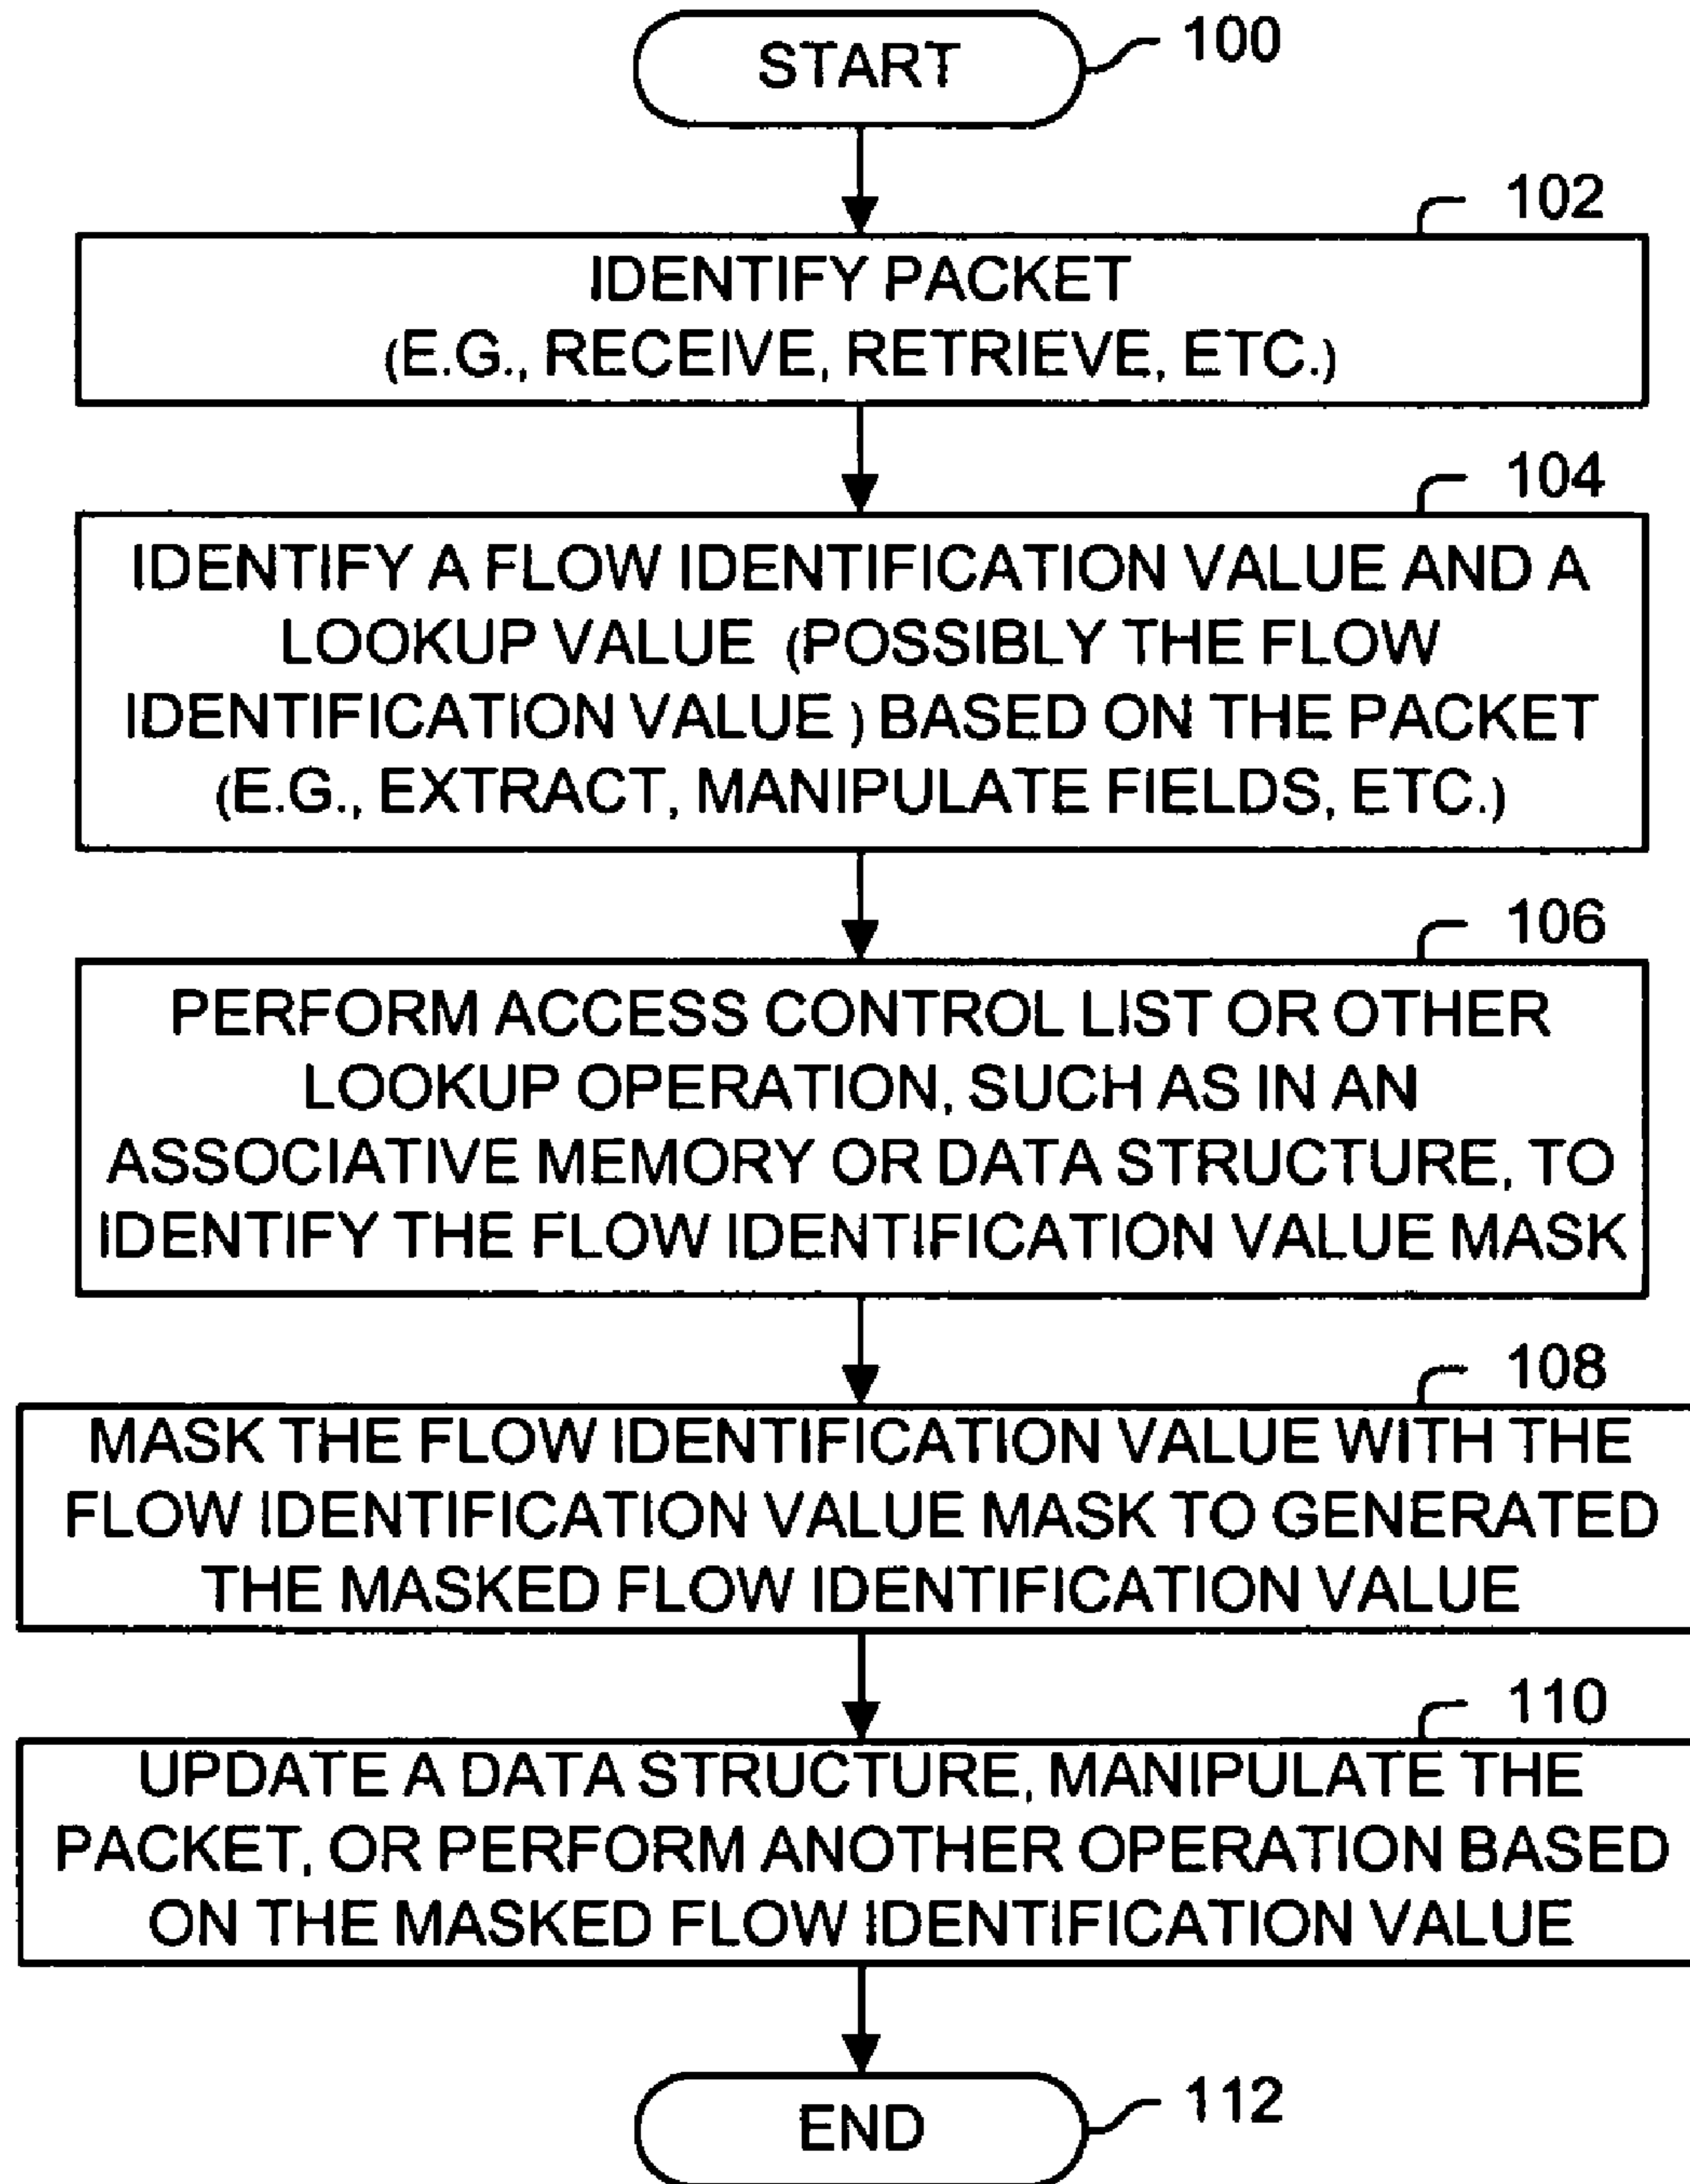 START
100
102
IDENTIFY PACKET
(E.G., RECEIVE, RETRIEVE, ETC.)
104
IDENTIFY A FLOW IDENTIFICATION VALUE AND A
LOOKUP VALUE (POSSIBLY THE FLOW
IDENTIFICATION VALUE ) BASED ON THE PACKET
(E.G., EXTRACT, MANIPULATE FIELDS, ETC.)
106
PERFORM ACCESS CONTROL LIST OR OTHER
LOOKUP OPERATION, SUCH AS IN AN
ASSOCIATIVE MEMORY OR DATA STRUCTURE, TO
IDENTIFY THE FLOW IDENTIFICATION VALUE MASK
108
MASK THE FLOW IDENTIFICATION VALUE WITH THE
FLOW IDENTIFICATION VALUE MASK TO GENERATED
THE MASKED FLOW IDENTIFICATION VALUE
110
UPDATE A DATA STRUCTURE, MANIPULATE THE
PACKET, OR PERFORM ANOTHER OPERATION BASED
ON THE MASKED FLOW IDENTIFICATION VALUE
END
112